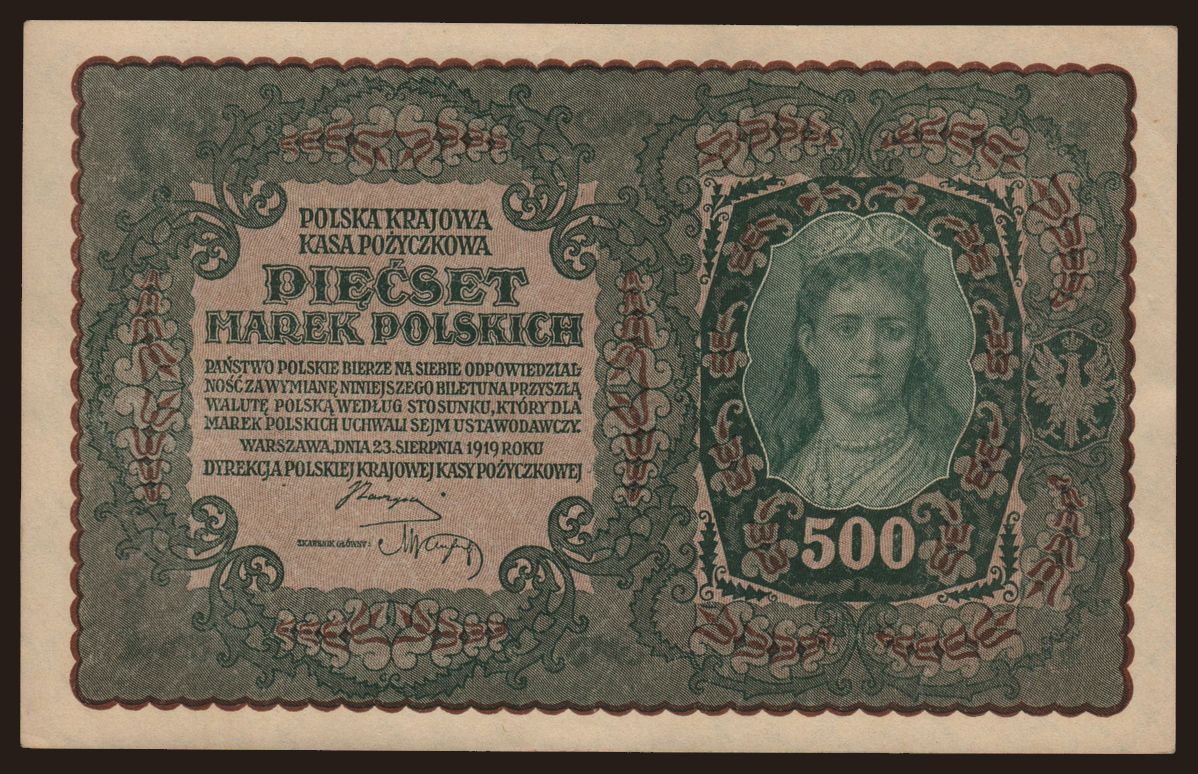 POLSKA KRAJOWA
KASA POŻYCZKOWA
PIĘĆSET
MAREK POLSKICH
PAŃSTWO POLSKIE BIERZE NA SIEBIE ODPOWIEDZIAL-
NOŚĆ ZA WYMIANĘ NINIEJSZEGO BILETU NA PRZYSZŁĄ
WALUTĘ POLSKĄ WEDŁUG STOSUNKU, KTÓRY DLA
MAREK POLSKICH UCHWALI SEJM USTAWODAWCZY.
WARSZAWA, DNIA 23. SIERPNIA 1919 ROKU
DYREKCJA POLSKIEJ KRAJOWEJ KASY POŻYCZKOWEJ
SKARBNIK GŁÓWNY:
500